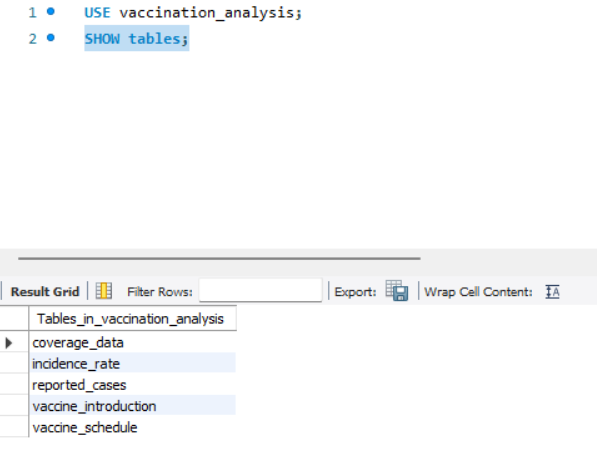 1 USE vaccination_analysis;
2 SHOW tables;
Result Grid Filter Rows: Export: Wrap Cell Content: IA
Tables_in_vaccination_analysis
coverage_data
incidence_rate
reported_cases
vaccine_introduction
vaccine_schedule